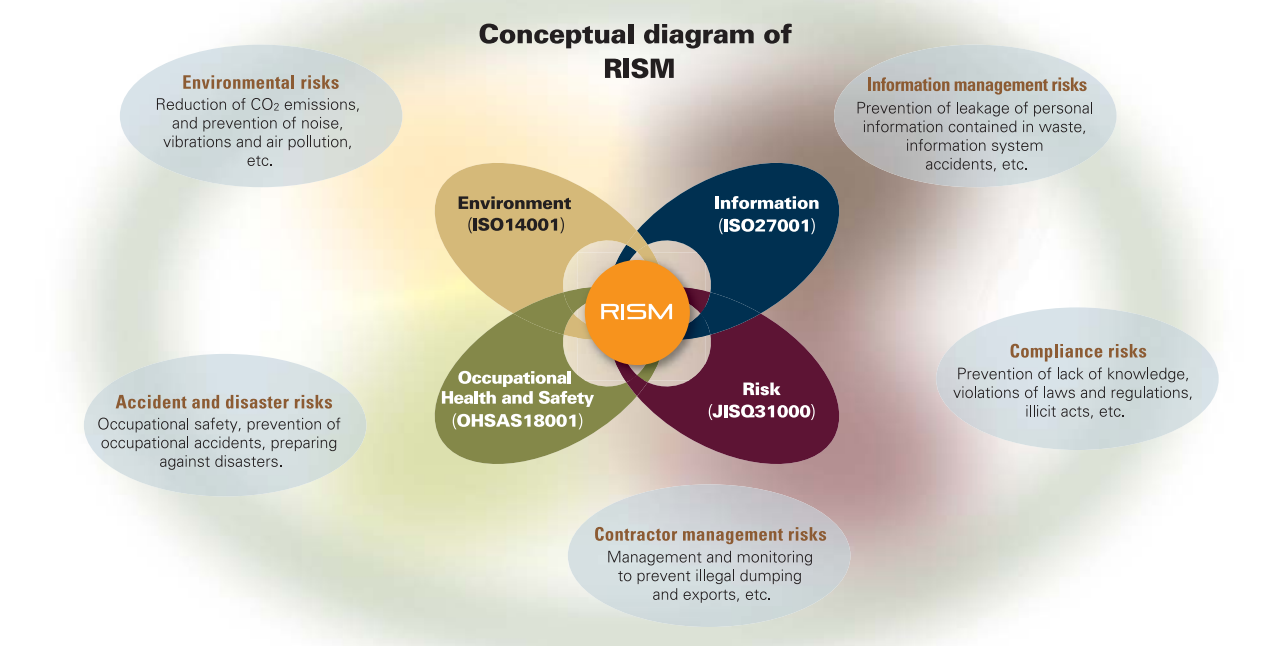 Conceptual diagram of
RISM
Environmental risks
Reduction of CO₂ emissions,
and prevention of noise,
vibrations and air pollution,
etc.
Information management risks
Prevention of leakage of personal
information contained in waste,
information system
accidents, etc.
Environment
(ISO14001)
Information
(ISO27001)
RISM
Occupational
Health and Safety
(OHSAS18001)
Risk
(JISQ31000)
Compliance risks
Prevention of lack of knowledge,
violations of laws and regulations,
illicit acts, etc.
Accident and disaster risks
Occupational safety, prevention of
occupational accidents, preparing
against disasters.
Contractor management risks
Management and monitoring
to prevent illegal dumping
and exports, etc.